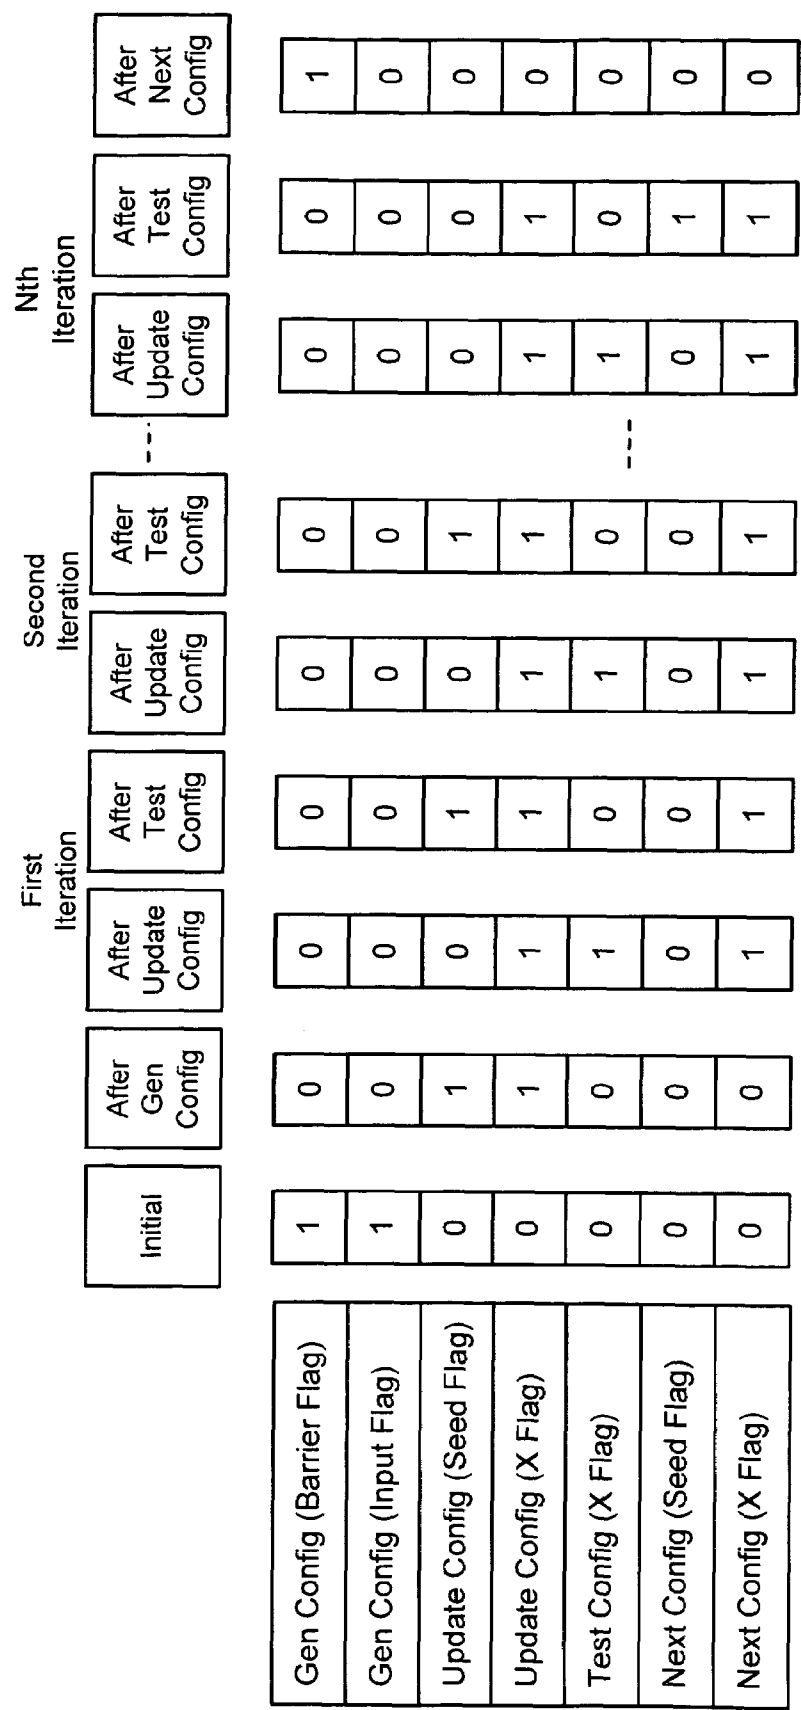 First
Iteration
Second
Iteration
Nth
Iteration
Initial
After
Gen
Config
After
Update
Config
After
Test
Config
After
Update
Config
After
Test
Config
After
Update
Config
After
Test
Config
After
Next
Config
Gen Config (Barrier Flag) 1 0 0 0 0 0 0 0 1
Gen Config (Input Flag) 1 0 0 0 0 0 0 0 0
Update Config (Seed Flag) 0 1 0 1 0 1 0 0 0
Update Config (X Flag) 0 1 1 1 1 1 1 1 0
Test Config (X Flag) 0 0 1 0 1 0 1 0 0
Next Config (Seed Flag) 0 0 0 0 0 0 0 1 0
Next Config (X Flag) 0 0 1 1 1 1 1 1 0